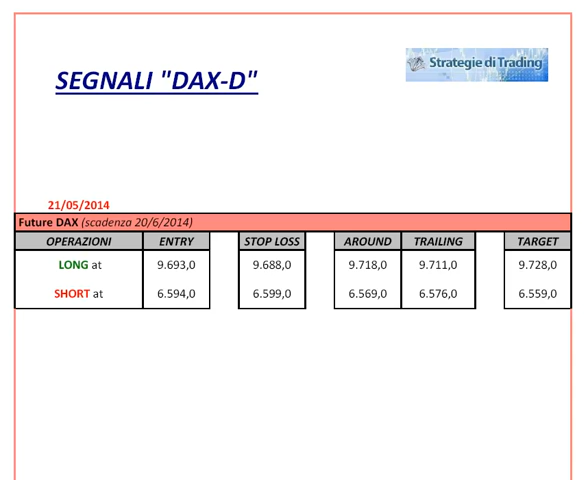 SEGNALI "DAX-D"
Strategie di Trading
21/05/2014
Future DAX (scadenza 20/6/2014)
OPERAZIONI ENTRY STOP LOSS AROUND TRAILING TARGET
LONG at 9.693,0 9.688,0 9.718,0 9.711,0 9.728,0
SHORT at 6.594,0 6.599,0 6.569,0 6.576,0 6.559,0